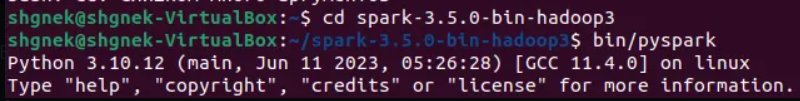 shgnek@shgnek-VirtualBox:~$ cd spark-3.5.0-bin-hadoop3
shgnek@shgnek-VirtualBox:~/spark-3.5.0-bin-hadoop3$ bin/pyspark
Python 3.10.12 (main, Jun 11 2023, 05:26:28) [GCC 11.4.0] on linux
Type "help", "copyright", "credits" or "license" for more information.